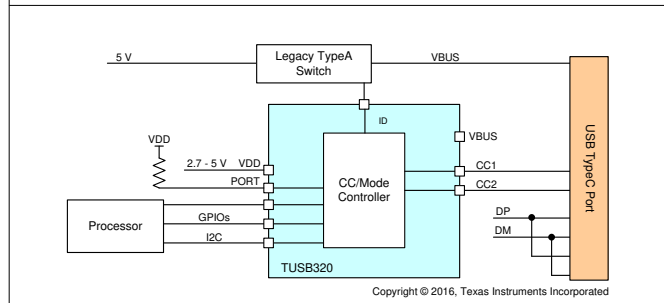 5 V
Legacy TypeA
Switch
VBUS
ID
VDD
VBUS
2.7 - 5 V VDD
PORT
CC/Mode
Controller
CC1
CC2
USB TypeC Port
Processor
GPIOs
I2C
DP
DM
TUSB320
Copyright © 2016, Texas Instruments Incorporated